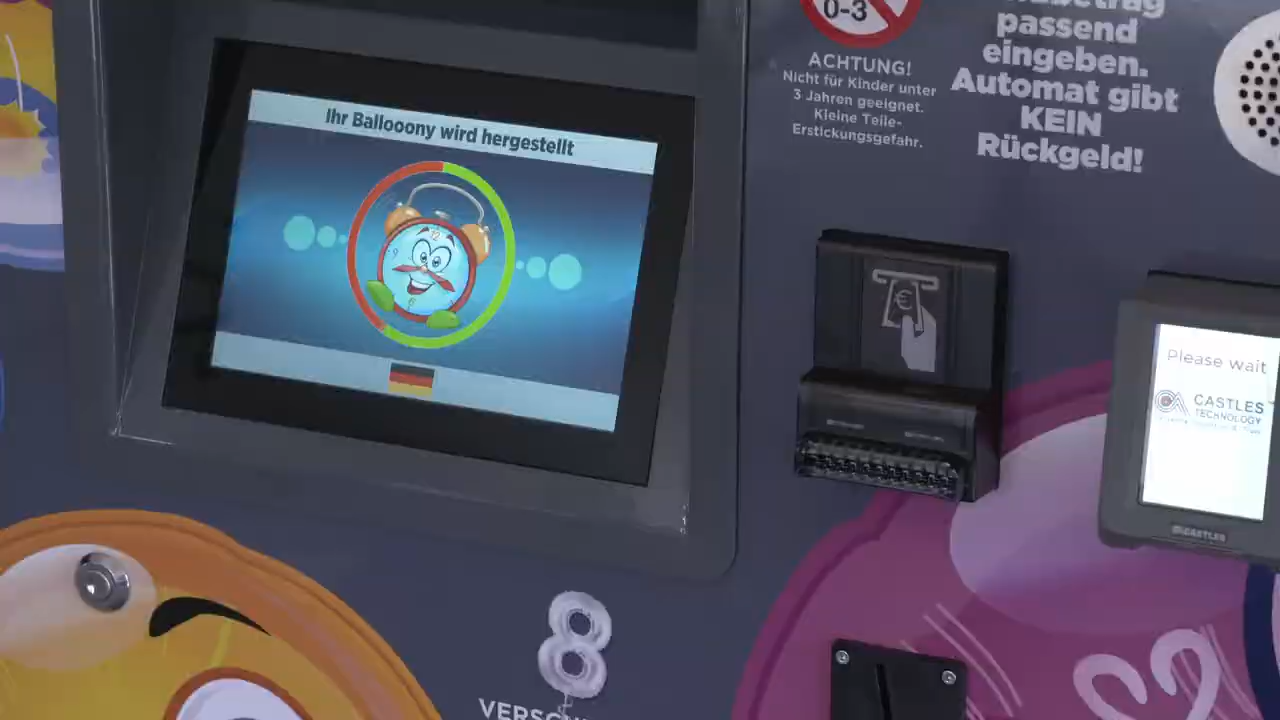 Ihr Ballooony wird hergestellt
12
0-3
ACHTUNG!
Nicht für Kinder unter
3 Jahren geeignet.
Kleine Teile-
Erstickungsgefahr.
passend
eingeben.
Automat gibt
KEIN
Rückgeld!
€
Please wait
CASTLES
TECHNOLOGY
CASTLES
8